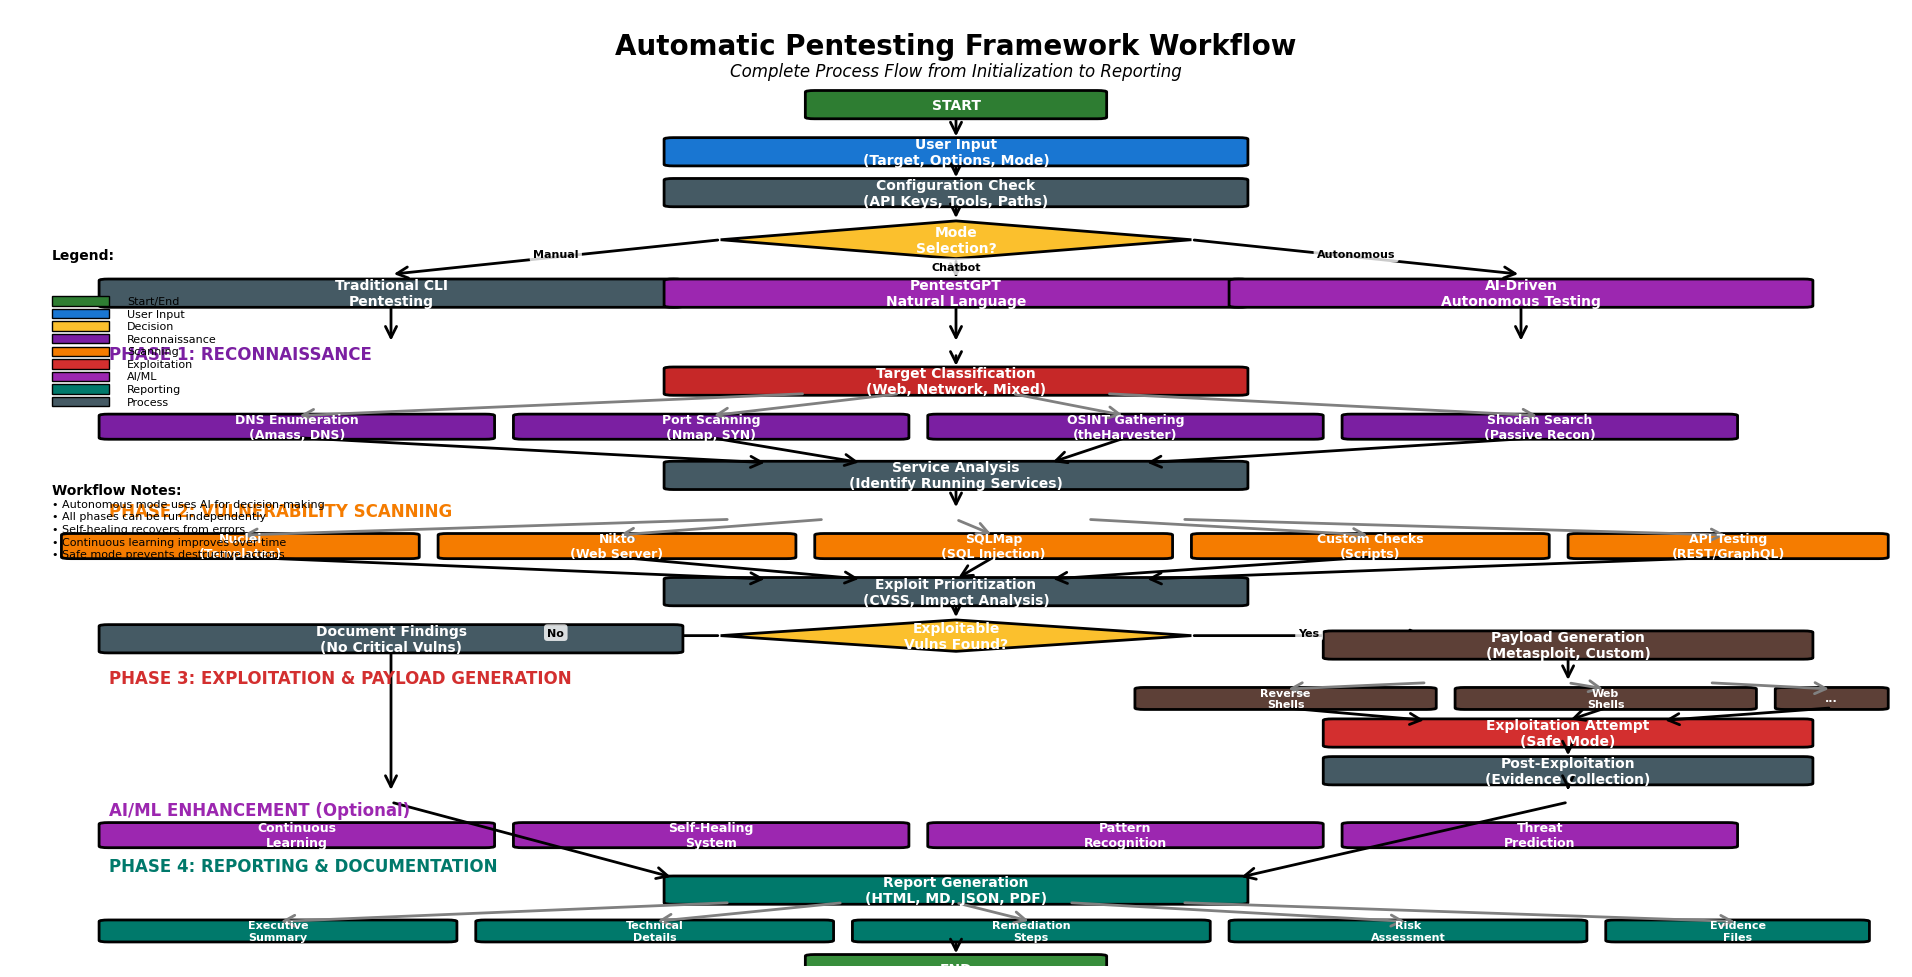 Automatic Pentesting Framework Workflow
Complete Process Flow from Initialization to Reporting
START
User Input
(Target, Options, Mode)
Configuration Check
(API Keys, Tools, Paths)
Mode
Selection?
Manual
Chatbot
Autonomous
Traditional CLI
Pentesting
PentestGPT
Natural Language
AI-Driven
Autonomous Testing
Legend:
Start/End
User Input
Decision
Reconnaissance
Scanning
Exploitation
AI/ML
Reporting
Process
PHASE 1: RECONNAISSANCE
Target Classification
(Web, Network, Mixed)
DNS Enumeration
(Amass, DNS)
Port Scanning
(Nmap, SYN)
OSINT Gathering
(theHarvester)
Shodan Search
(Passive Recon)
Service Analysis
(Identify Running Services)
Workflow Notes:
• Autonomous mode uses AI for decision-making
• All phases can be run independently
• Self-healing recovers from errors
• Continuous learning improves over time
• Safe mode prevents destructive actions
PHASE 2: VULNERABILITY SCANNING
Nuclei
(Templates)
Nikto
(Web Server)
SQLMap
(SQL Injection)
Custom Checks
(Scripts)
API Testing
(REST/GraphQL)
Exploit Prioritization
(CVSS, Impact Analysis)
Exploitable
Vulns Found?
No
Yes
Document Findings
(No Critical Vulns)
Payload Generation
(Metasploit, Custom)
PHASE 3: EXPLOITATION & PAYLOAD GENERATION
Reverse
Shells
Web
Shells
...
Exploitation Attempt
(Safe Mode)
Post-Exploitation
(Evidence Collection)
AI/ML ENHANCEMENT (Optional)
Continuous
Learning
Self-Healing
System
Pattern
Recognition
Threat
Prediction
PHASE 4: REPORTING & DOCUMENTATION
Report Generation
(HTML, MD, JSON, PDF)
Executive
Summary
Technical
Details
Remediation
Steps
Risk
Assessment
Evidence
Files
END